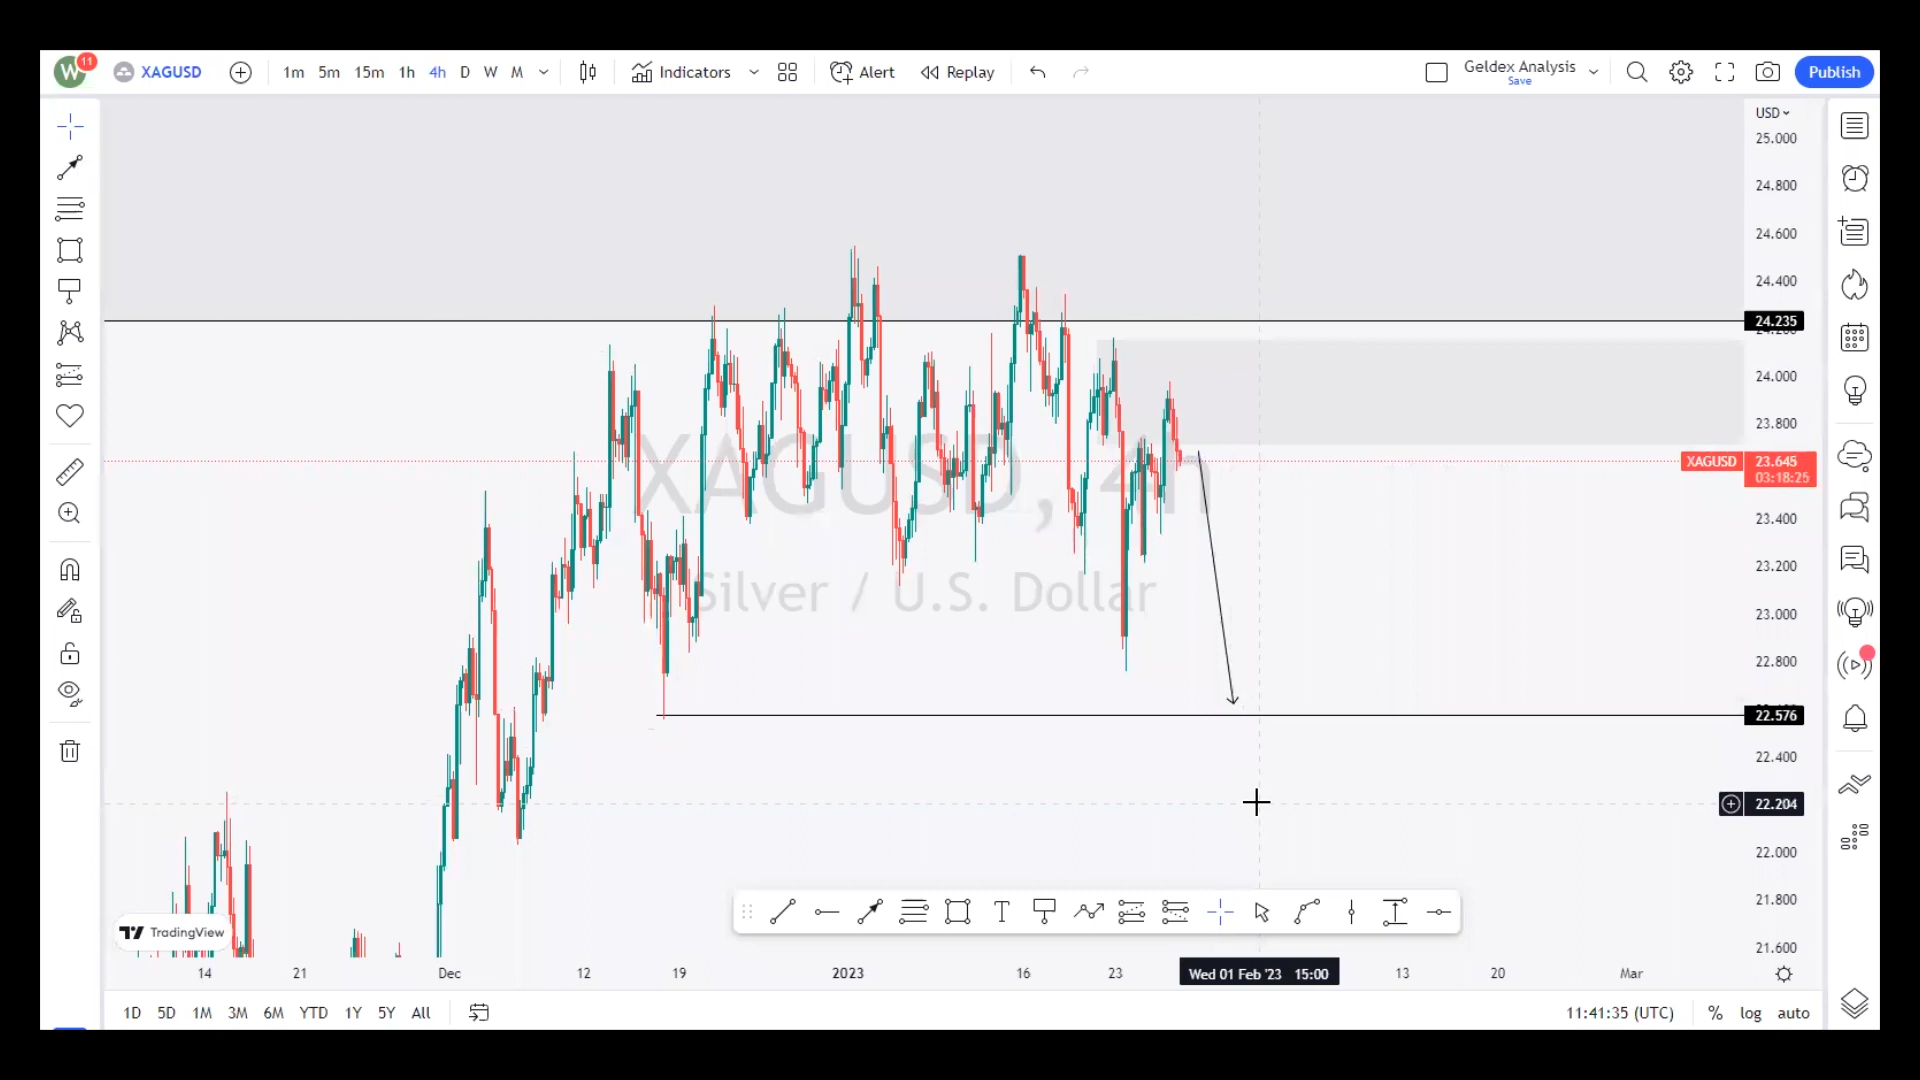 W 11 XAGUSD 1m 5m 15m 1h 4h D W M Indicators Alert Replay Geldex Analysis Publish
Save
USD
25.000
24.800
24.600
24.400
24.235
24.000
23.800
XAGUSD 23.645
03:18:25
XAGUSD, 4h
23.400
23.200
Silver / U.S. Dollar
23.000
22.800
22.576
22.400
22.204
22.000
21.800
T
TradingView
21.600
14 21 Dec 12 19 2023 16 23 Wed 01 Feb '23 15:00 13 20 Mar
1D 5D 1M 3M 6M YTD 1Y 5Y All 11:41:35 (UTC) % log auto